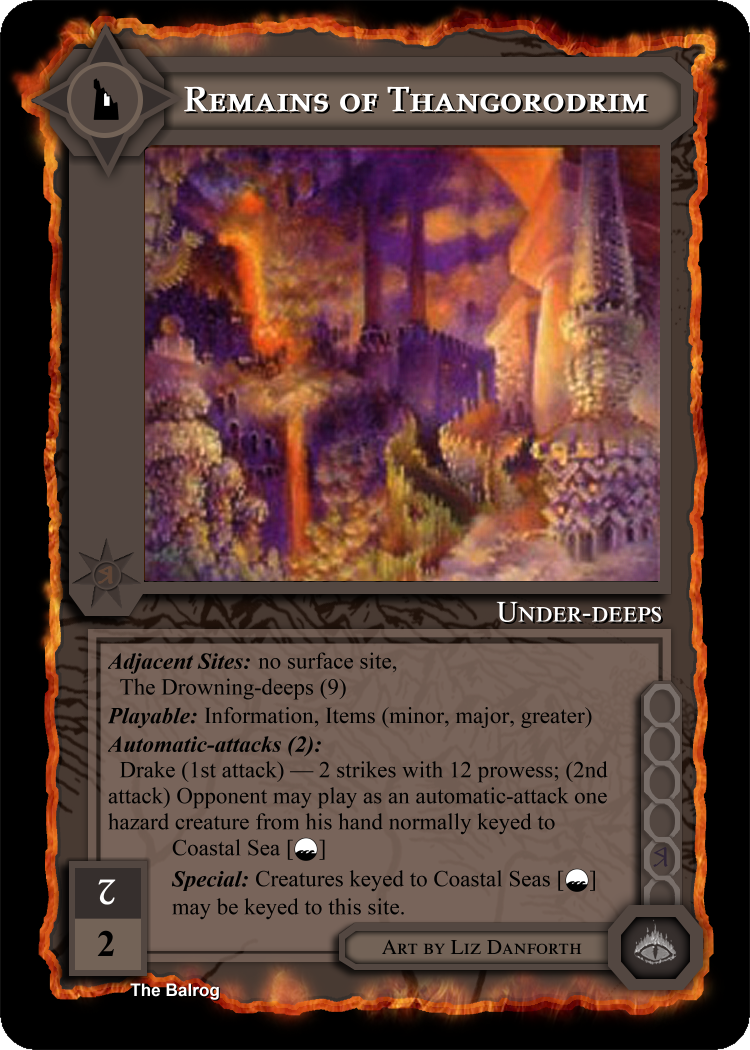 Remains of Thangorodrim
Under-deeps
Adjacent Sites: no surface site,
The Drowning-deeps (9)
Playable: Information, Items (minor, major, greater)
Automatic-attacks (2):
Drake (1st attack) — 2 strikes with 12 prowess; (2nd
attack) Opponent may play as an automatic-attack one
hazard creature from his hand normally keyed to
Coastal Sea []
Special: Creatures keyed to Coastal Seas []
may be keyed to this site.
2
Art by Liz Danforth
The Balrog